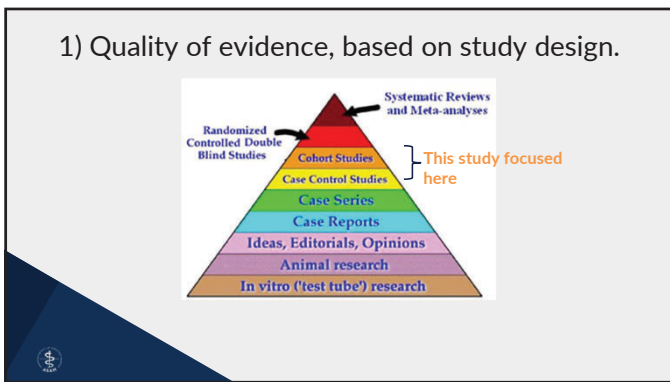 1) Quality of evidence, based on study design.
Systematic Reviews
and Meta-analyses
Randomized
Controlled Double
Blind Studies
Cohort Studies
This study focused
here
Case Control Studies
Case Series
Case Reports
Ideas, Editorials, Opinions
Animal research
In vitro ('test tube') research